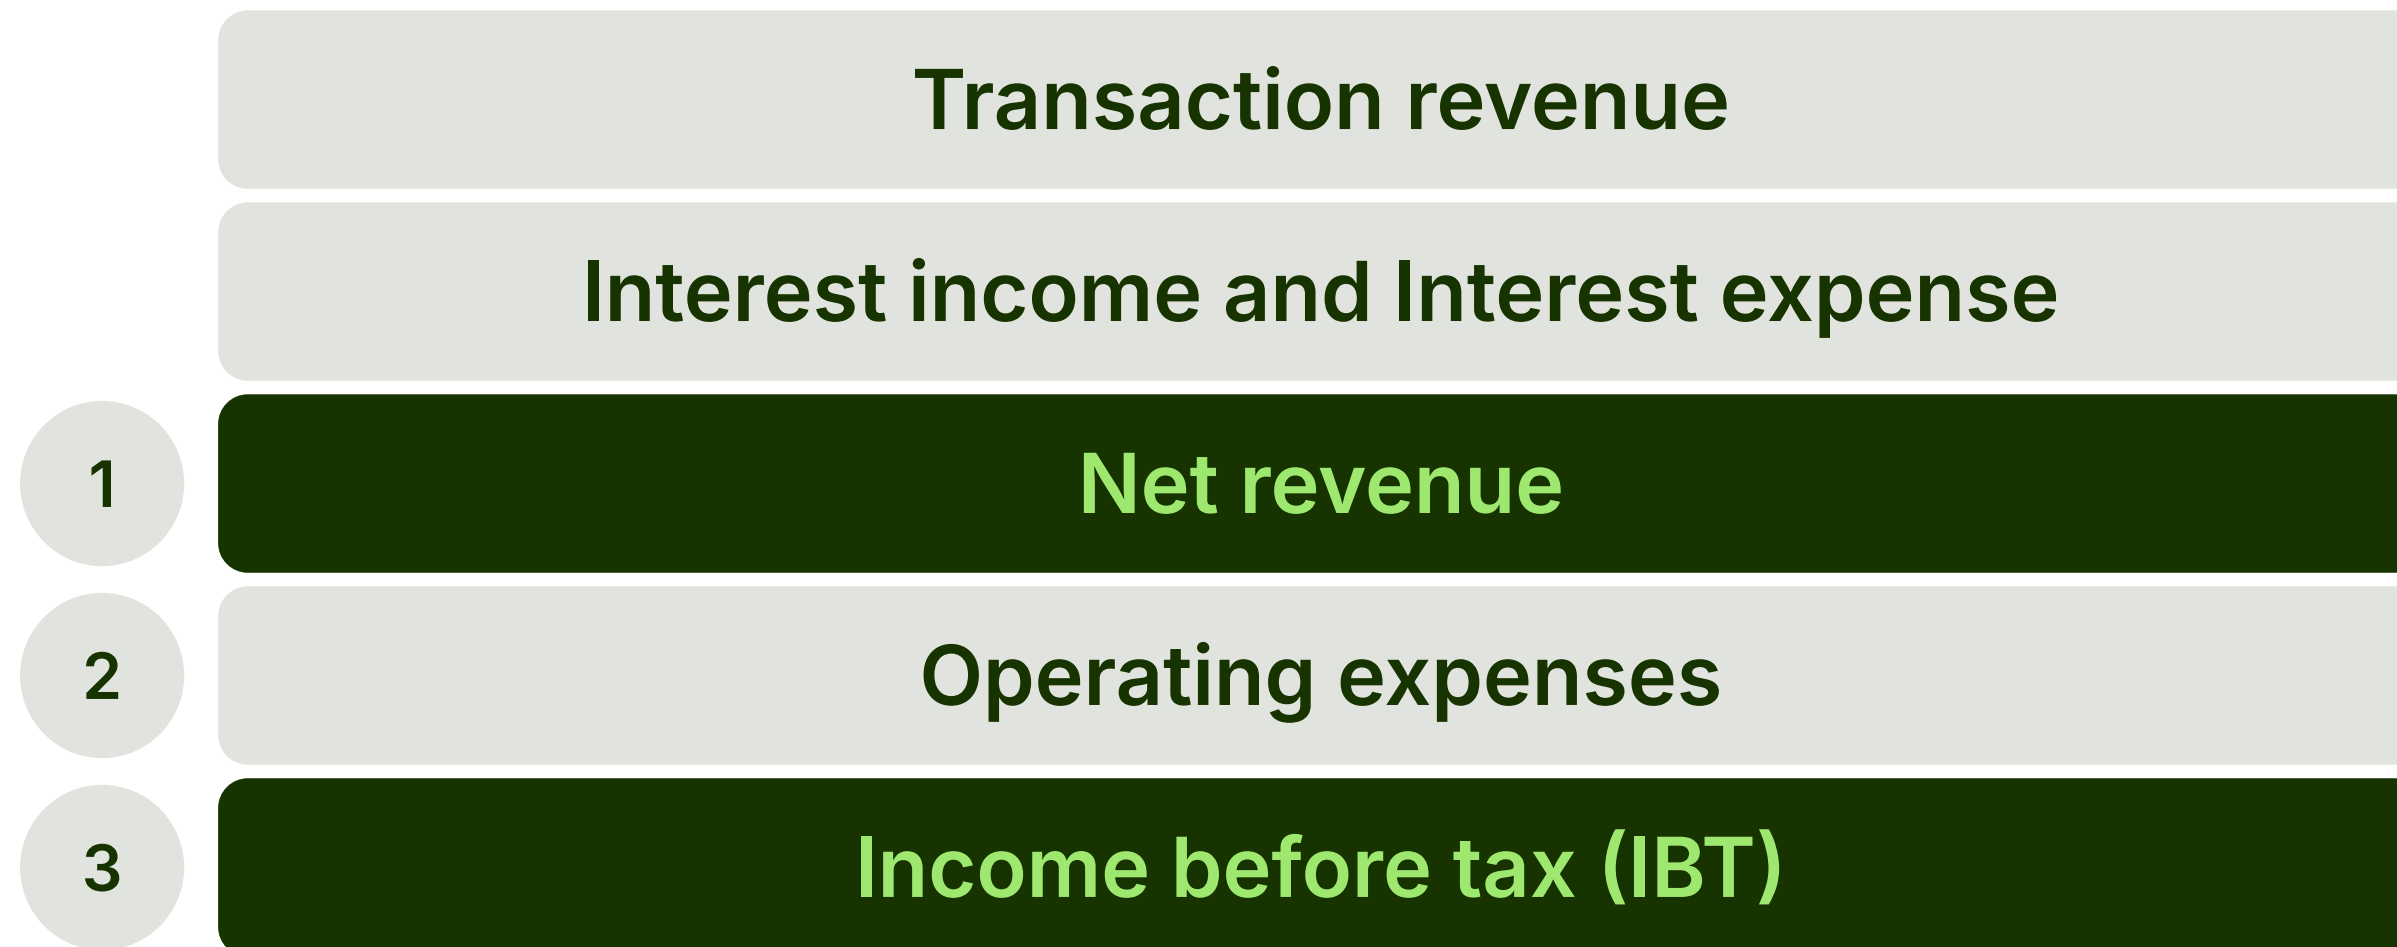 Transaction revenue
Interest income and Interest expense
1 Net revenue
2 Operating expenses
3 Income before tax (IBT)